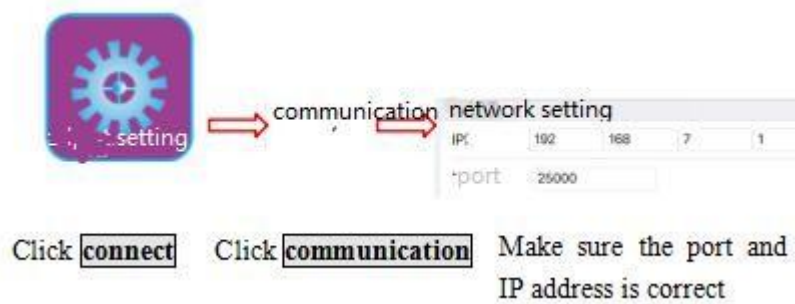 setting
communication
network setting
IP: 192 168 7 1
port 25000
Click connect
Click communication
Make sure the port and
IP address is correct